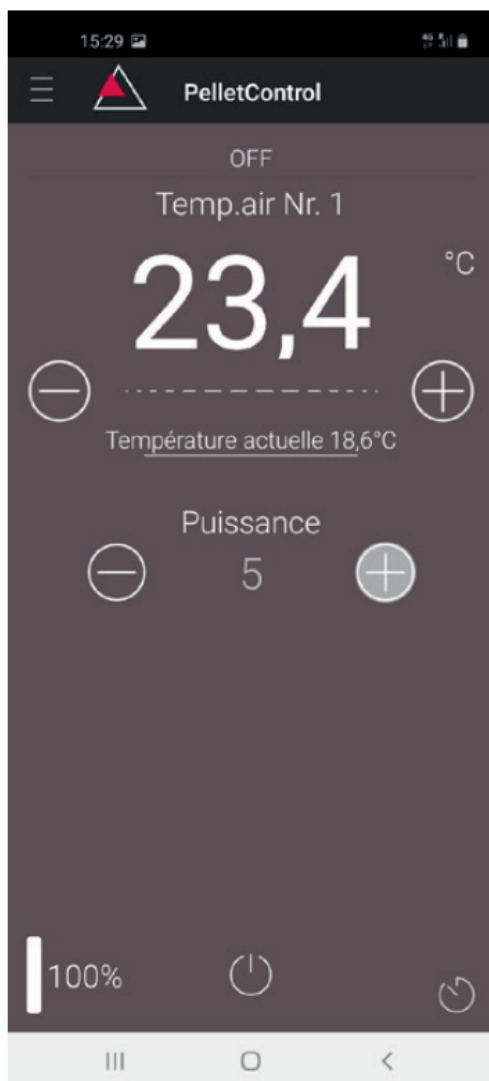 15:29
PelletControl
OFF
Temp.air Nr. 1
23,4 °C
Température actuelle 18,6°C
Puissance
5
100%